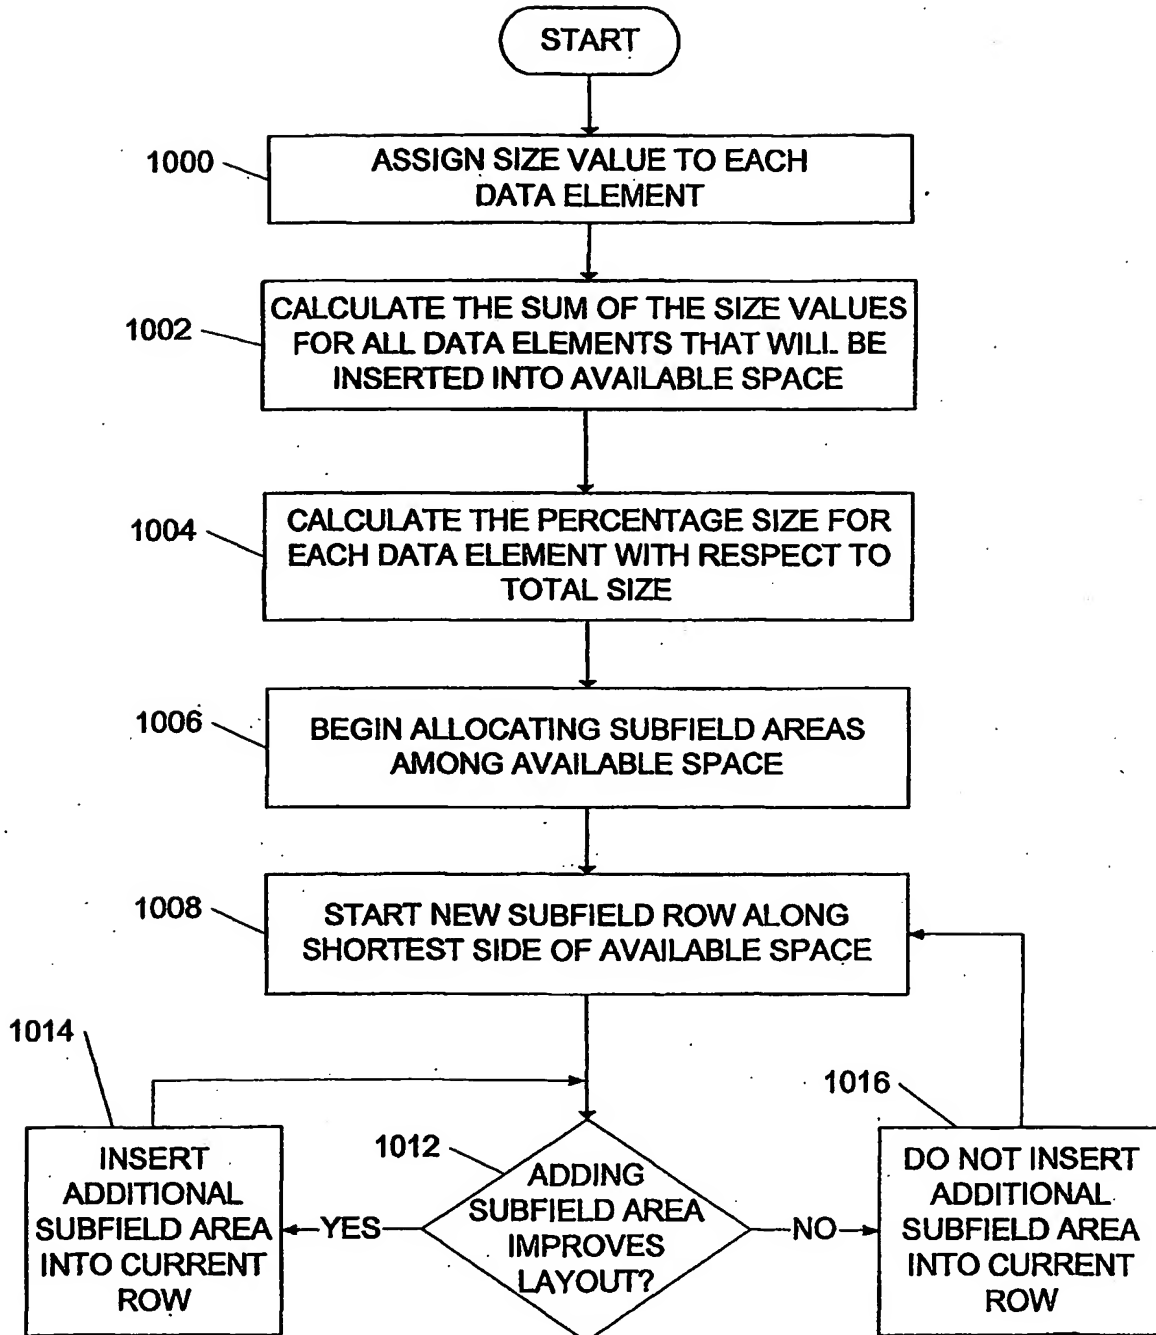 START
1000
ASSIGN SIZE VALUE TO EACH
DATA ELEMENT
1002
CALCULATE THE SUM OF THE SIZE VALUES
FOR ALL DATA ELEMENTS THAT WILL BE
INSERTED INTO AVAILABLE SPACE
1004
CALCULATE THE PERCENTAGE SIZE FOR
EACH DATA ELEMENT WITH RESPECT TO
TOTAL SIZE
1006
BEGIN ALLOCATING SUBFIELD AREAS
AMONG AVAILABLE SPACE
1008
START NEW SUBFIELD ROW ALONG
SHORTEST SIDE OF AVAILABLE SPACE
1014
INSERT
ADDITIONAL
SUBFIELD AREA
INTO CURRENT
ROW
YES
1012
ADDING
SUBFIELD AREA
IMPROVES
LAYOUT?
NO
1016
DO NOT INSERT
ADDITIONAL
SUBFIELD AREA
INTO CURRENT
ROW